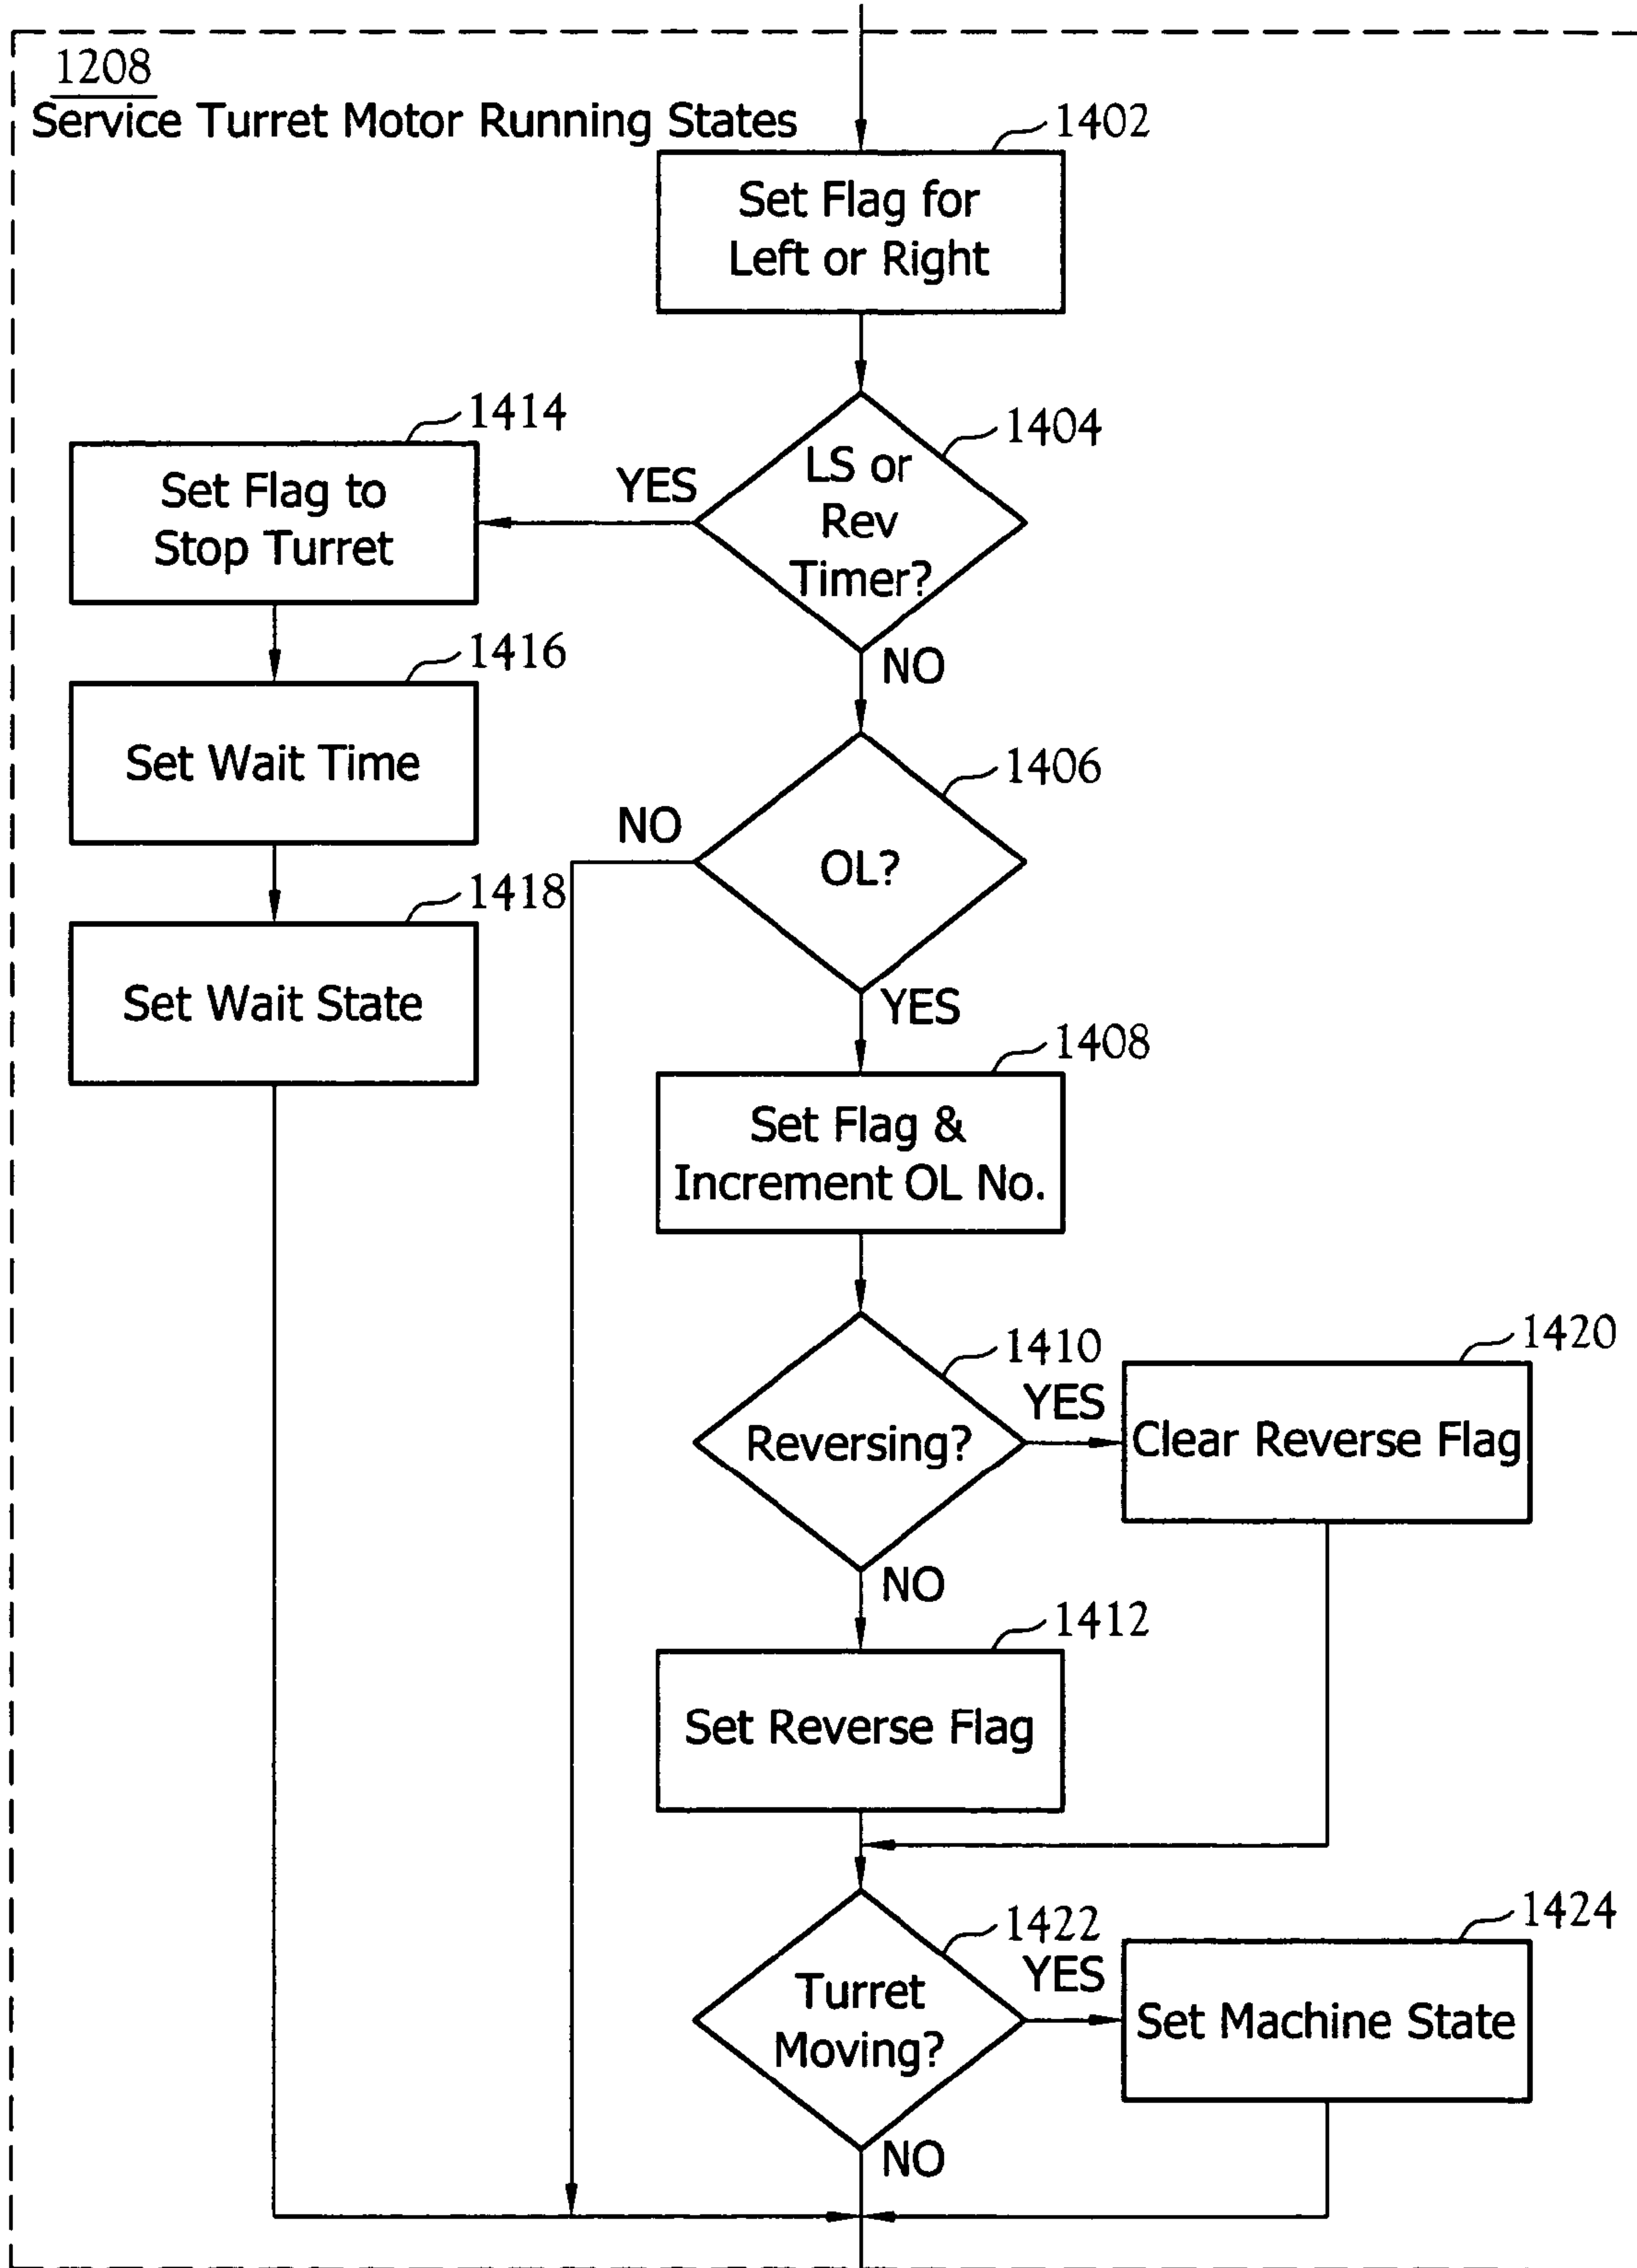 1208
Service Turret Motor Running States
1402
Set Flag for
Left or Right
1414
1404
Set Flag to
Stop Turret
YES
LS or
Rev
Timer?
NO
1416
Set Wait Time
1406
NO
OL?
YES
1418
Set Wait State
1408
Set Flag &
Increment OL No.
1410
Reversing?
YES
1420
Clear Reverse Flag
NO
1412
Set Reverse Flag
1422
Turret
Moving?
YES
1424
Set Machine State
NO